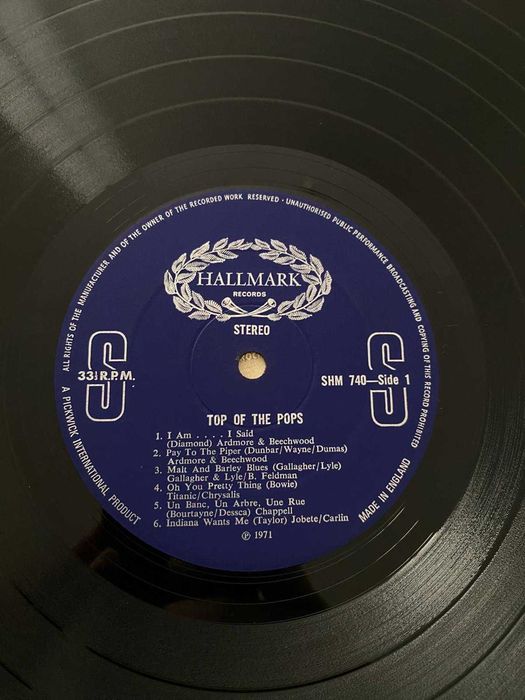 ALL RIGHTS OF THE MANUFACTURER AND OF THE OWNER OF THE RECORDED WORK RESERVED · UNAUTHORISED PUBLIC PERFORMANCE BROADCASTING AND COPYING OF THIS RECORD PROHIBITED
HALLMARK
RECORDS
STEREO
S
33⅓ R.P.M.
S
SHM 740—Side 1
TOP OF THE POPS
1. I Am . . . . I Said
(Diamond) Ardmore & Beechwood
2. Pay To The Piper (Dunbar/Wayne/Dumas)
Ardmore & Beechwood
3. Malt And Barley Blues (Gallagher/Lyle)
Gallagher & Lyle/B. Feldman
4. Oh You Pretty Thing (Bowie)
Titanic/Chrysalis
5. Un Banc, Un Arbre, Une Rue
(Bourtayne/Dessca) Chappell
6. Indiana Wants Me (Taylor) Jobete/Carlin
℗ 1971
A PICKWICK INTERNATIONAL PRODUCT
MADE IN ENGLAND